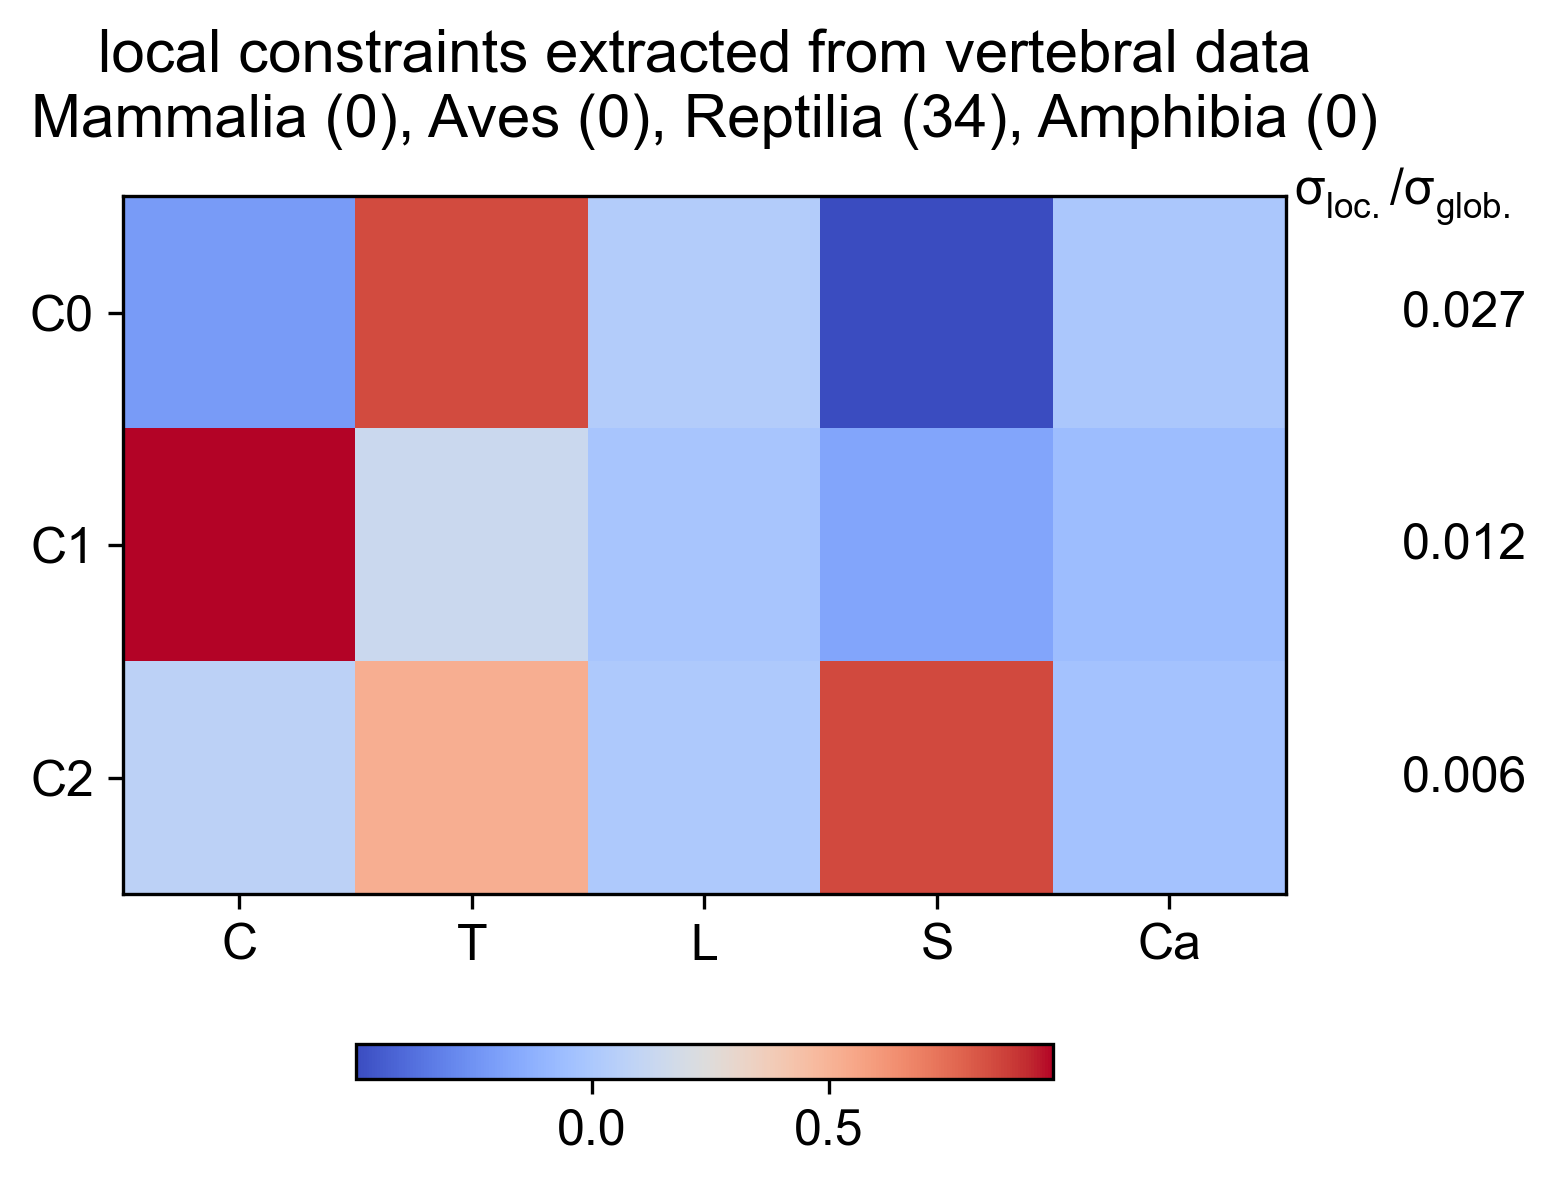 local constraints extracted from vertebral data
Mammalia (0), Aves (0), Reptilia (34), Amphibia (0)
σloc. /σglob.
C0 0.027
C1 0.012
C2 0.006
C T L S Ca
0.0 0.5